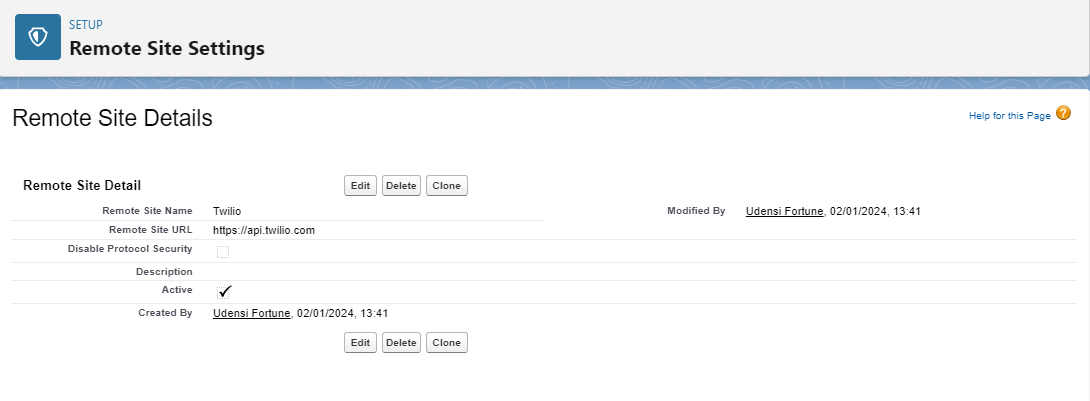 SETUP
Remote Site Settings
Remote Site Details
Help for this Page ?
Remote Site Detail
Edit Delete Clone
Remote Site Name Twilio
Modified By Udensi Fortune, 02/01/2024, 13:41
Remote Site URL https://api.twilio.com
Disable Protocol Security
Description
Active
Created By Udensi Fortune, 02/01/2024, 13:41
Edit Delete Clone